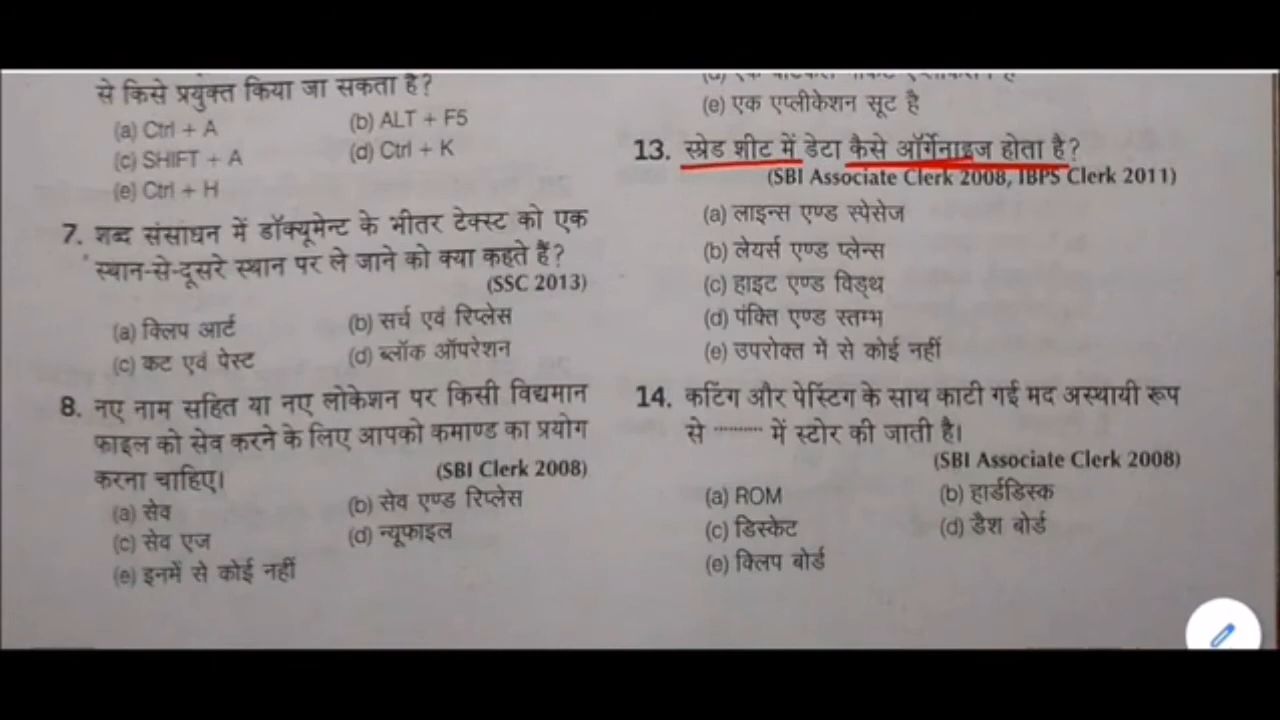 से किसे प्रयुक्त किया जा सकता है?
(a) Ctrl + A
(b) ALT + F5
(c) SHIFT + A
(d) Ctrl + K
(e) Ctrl + H
7. शब्द संसाधन में डॉक्यूमेन्ट के भीतर टेक्स्ट को एक
स्थान-से-दूसरे स्थान पर ले जाने को क्या कहते हैं?
(SSC 2013)
(a) क्लिप आर्ट
(b) सर्च एवं रिप्लेस
(c) कट एवं पेस्ट
(d) ब्लॉक ऑपरेशन
8. नए नाम सहित या नए लोकेशन पर किसी विद्यमान
फाइल को सेव करने के लिए आपको कमाण्ड का प्रयोग
करना चाहिए।
(SBI Clerk 2008)
(a) सेव
(b) सेव एण्ड रिप्लेस
(c) सेव एज
(d) न्यूफाइल
(e) इनमें से कोई नहीं
(e) एक एप्लीकेशन सूट है
13. स्प्रेड शीट में डेटा कैसे ऑर्गेनाइज होता है?
(SBI Associate Clerk 2008, IBPS Clerk 2011)
(a) लाइन्स एण्ड स्पेसेज
(b) लेयर्स एण्ड प्लेन्स
(c) हाइट एण्ड विड्थ
(d) पंक्ति एण्ड स्तम्भ
(e) उपरोक्त में से कोई नहीं
14. कटिंग और पेस्टिंग के साथ काटी गई मद अस्थायी रूप
से ......... में स्टोर की जाती है।
(SBI Associate Clerk 2008)
(a) ROM
(b) हार्डडिस्क
(c) डिस्केट
(d) डैश बोर्ड
(e) क्लिप बोर्ड